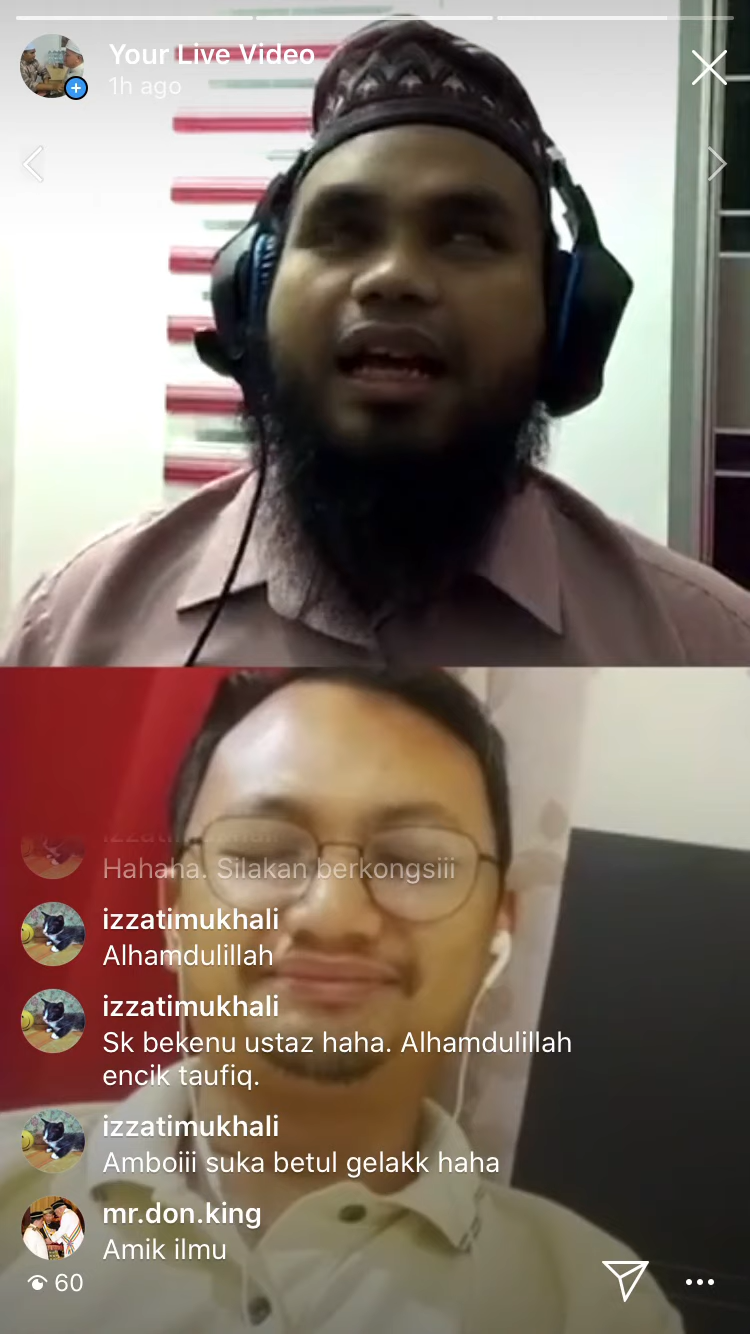 Your Live Video
1h ago
izzatimukhali
Hahaha. Silakan berkongsiii
izzatimukhali
Alhamdulillah
izzatimukhali
Sk bekenu ustaz haha. Alhamdulillah
encik taufiq.
izzatimukhali
Amboiii suka betul gelakk haha
mr.don.king
Amik ilmu
60